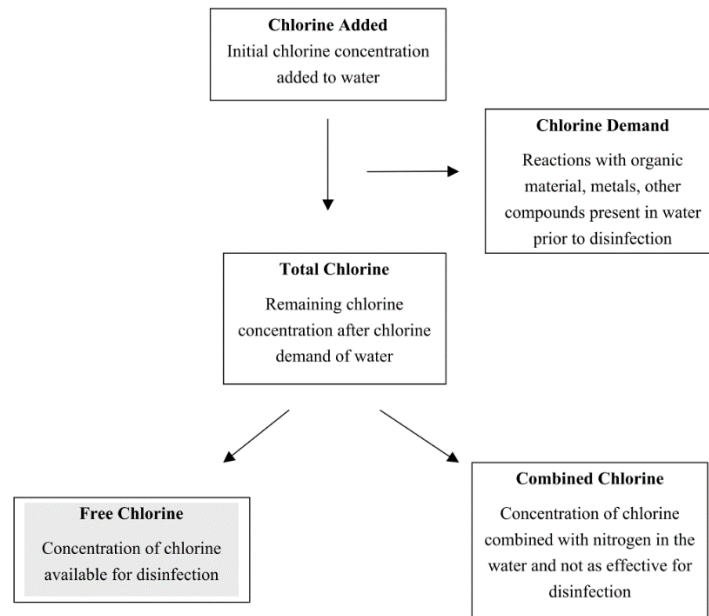 Chlorine Added
Initial chlorine concentration
added to water
Chlorine Demand
Reactions with organic
material, metals, other
compounds present in water
prior to disinfection
Total Chlorine
Remaining chlorine
concentration after chlorine
demand of water
Free Chlorine
Concentration of chlorine
available for disinfection
Combined Chlorine
Concentration of chlorine
combined with nitrogen in the
water and not as effective for
disinfection